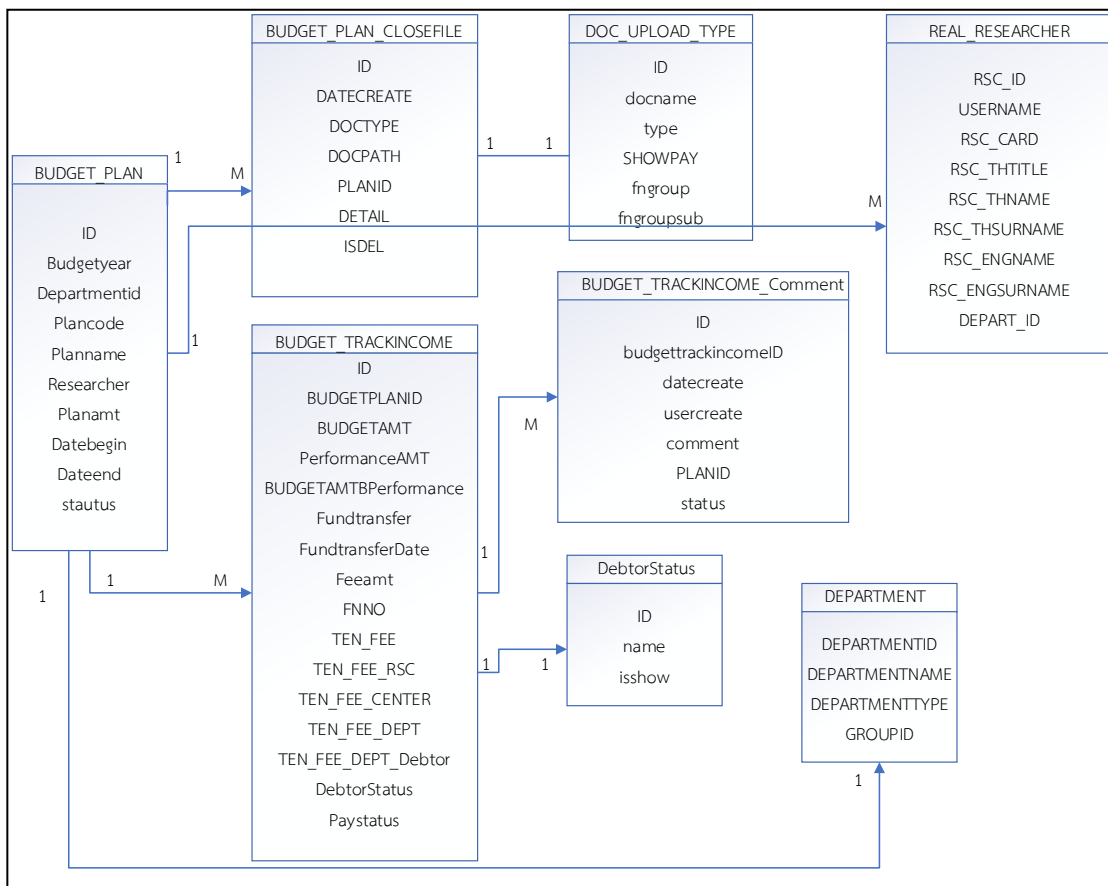 BUDGET_PLAN
ID
Budgetyear
Departmentid
Plancode
Planname
Researcher
Planamt
Datebegin
Dateend
stautus
1
M
1
M
1
M
1
1
BUDGET_PLAN_CLOSEFILE
ID
DATECREATE
DOCTYPE
DOCPATH
PLANID
DETAIL
ISDEL
1
1
DOC_UPLOAD_TYPE
ID
docname
type
SHOWPAY
fngroup
fngroupsub
REAL_RESEARCHER
RSC_ID
USERNAME
RSC_CARD
RSC_THTITLE
RSC_THNAME
RSC_THSURNAME
RSC_ENGNAME
RSC_ENGSURNAME
DEPART_ID
BUDGET_TRACKINCOME
ID
BUDGETPLANID
BUDGETAMT
PerformanceAMT
BUDGETAMTBPerformance
Fundtransfer
FundtransferDate
Feeamt
FNNO
TEN_FEE
TEN_FEE_RSC
TEN_FEE_CENTER
TEN_FEE_DEPT
TEN_FEE_DEPT_Debtor
DebtorStatus
Paystatus
1
M
1
1
BUDGET_TRACKINCOME_Comment
ID
budgettrackincomeID
datecreate
usercreate
comment
PLANID
status
DebtorStatus
ID
name
isshow
DEPARTMENT
DEPARTMENTID
DEPARTMENTNAME
DEPARTMENTTYPE
GROUPID